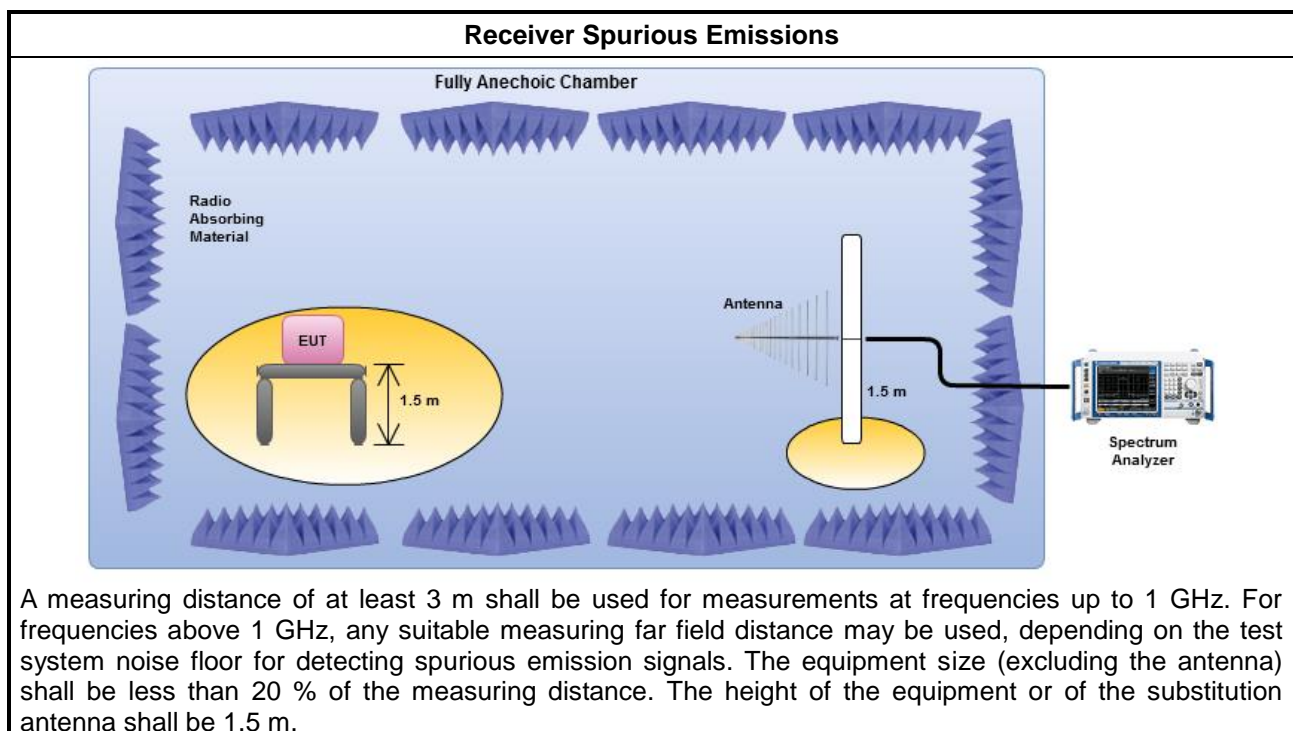 Receiver Spurious Emissions
Fully Anechoic Chamber
Radio
Absorbing
Material
Antenna
EUT
1.5 m
1.5 m
Spectrum
Analyzer
A measuring distance of at least 3 m shall be used for measurements at frequencies up to 1 GHz. For
frequencies above 1 GHz, any suitable measuring far field distance may be used, depending on the test
system noise floor for detecting spurious emission signals. The equipment size (excluding the antenna)
shall be less than 20 % of the measuring distance. The height of the equipment or of the substitution
antenna shall be 1.5 m.